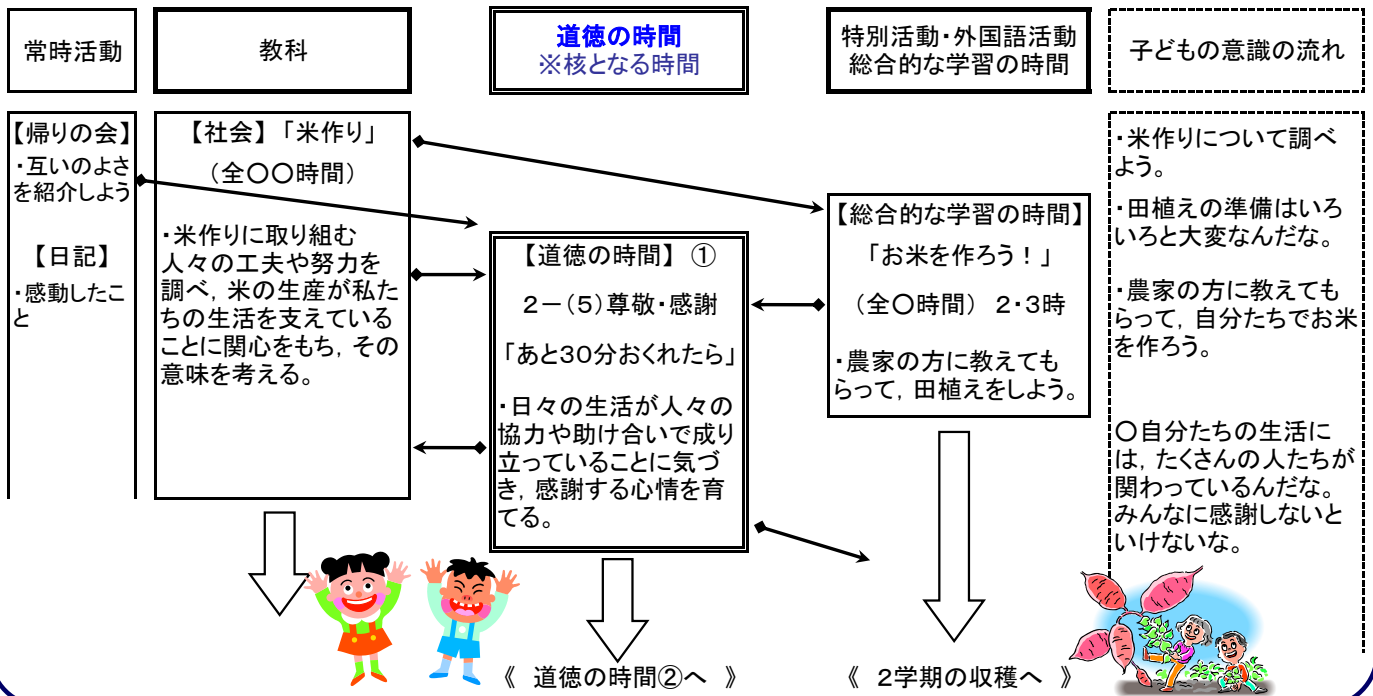 常時活動
教科
道徳の時間
※核となる時間
特別活動・外国語活動
総合的な学習の時間
子どもの意識の流れ
【帰りの会】
・互いのよさ
を紹介しよう
【日記】
・感動したこ
と
【社会】「米作り」
（全〇〇時間）
・米作りに取り組む
人々の工夫や努力を
調べ，米の生産が私た
ちの生活を支えている
ことに関心をもち，その
意味を考える。
【道徳の時間】 ①
２－（５）尊敬・感謝
「あと30分おくれたら」
・日々の生活が人々の
協力や助け合いで成り
立っていることに気づ
き，感謝する心情を育
てる。
《 道徳の時間②へ 》
【総合的な学習の時間】
「お米を作ろう！」
（全〇時間） ２・３時
・農家の方に教えても
らって，田植えをしよう。
《 ２学期の収穫へ 》
・米作りについて調べ
よう。
・田植えの準備はいろ
いろと大変なんだな。
・農家の方に教えても
らって，自分たちでお米
を作ろう。
〇自分たちの生活に
は，たくさんの人たちが
関わっているんだな。
みんなに感謝しないと
いけないな。